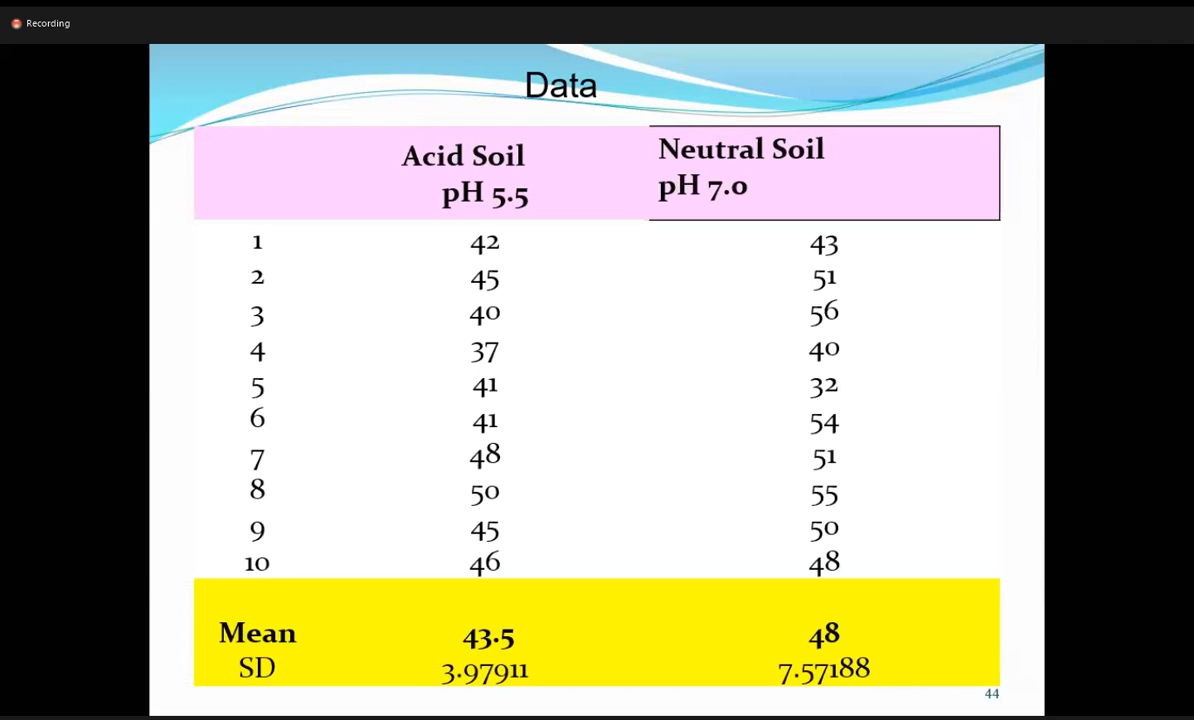 Recording
Data
Acid Soil Neutral Soil
pH 5.5 pH 7.0
1 42 43
2 45 51
3 40 56
4 37 40
5 41 32
6 41 54
7 48 51
8 50 55
9 45 50
10 46 48
Mean 43.5 48
SD 3.97911 7.57188
44